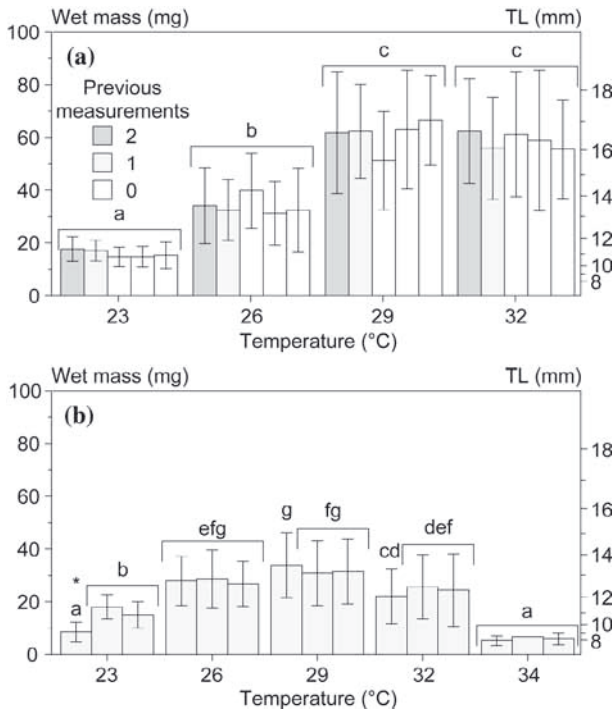 Wet mass (mg) TL (mm)
100
80
60
40
20
0
(a)
Previous
measurements
2
1
0
a
b
c
c
18
16
14
12
10
8
23 26 29 32
Temperature (°C)
Wet mass (mg) TL (mm)
100
80
60
40
20
0
(b)
*
a
b
efg
g
fg
cd
def
a
18
16
14
12
10
8
23 26 29 32 34
Temperature (°C)